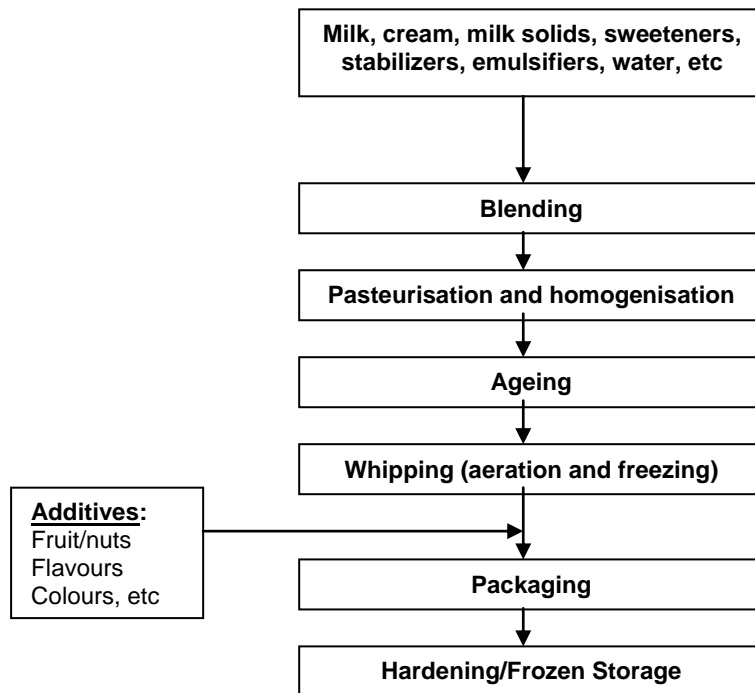 Milk, cream, milk solids, sweeteners,
stabilizers, emulsifiers, water, etc
Blending
Pasteurisation and homogenisation
Ageing
Whipping (aeration and freezing)
Additives:
Fruit/nuts
Flavours
Colours, etc
Packaging
Hardening/Frozen Storage